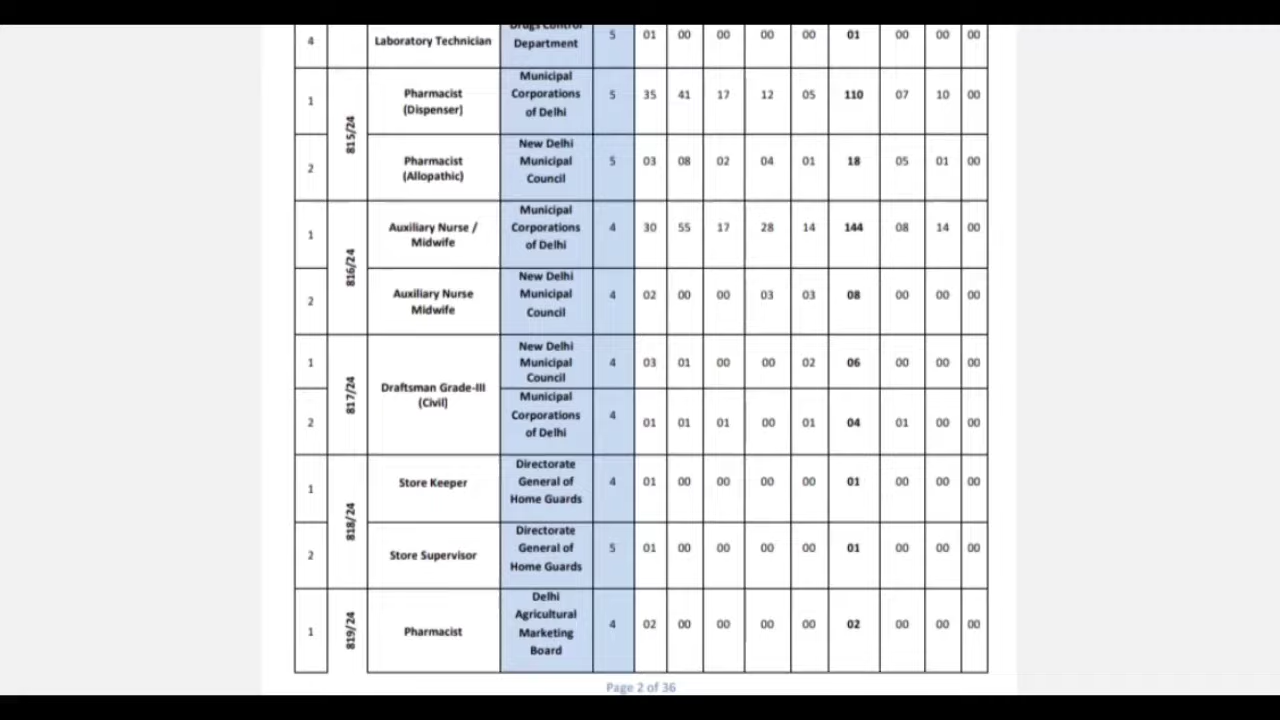 Drugs Control
4 Laboratory Technician Department 5 01 00 00 00 00 01 00 00 00
815/24
1 Pharmacist (Dispenser) Municipal Corporations of Delhi 5 35 41 17 12 05 110 07 10 00
2 Pharmacist (Allopathic) New Delhi Municipal Council 5 03 08 02 04 01 18 05 01 00
816/24
1 Auxiliary Nurse / Midwife Municipal Corporations of Delhi 4 30 55 17 28 14 144 08 14 00
2 Auxiliary Nurse Midwife New Delhi Municipal Council 4 02 00 00 03 03 08 00 00 00
817/24
Draftsman Grade-III (Civil)
1 New Delhi Municipal Council 4 03 01 00 00 02 06 00 00 00
2 Municipal Corporations of Delhi 4 01 01 01 00 01 04 01 00 00
818/24
1 Store Keeper Directorate General of Home Guards 4 01 00 00 00 00 01 00 00 00
2 Store Supervisor Directorate General of Home Guards 5 01 00 00 00 00 01 00 00 00
819/24
1 Pharmacist Delhi Agricultural Marketing Board 4 02 00 00 00 00 02 00 00 00
Page 2 of 36